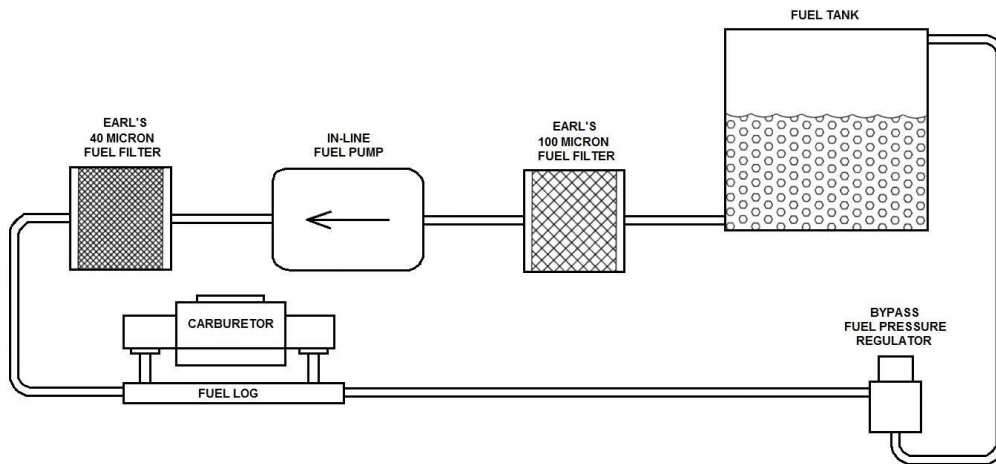 FUEL TANK
EARL'S
40 MICRON
FUEL FILTER
IN-LINE
FUEL PUMP
EARL'S
100 MICRON
FUEL FILTER
CARBURETOR
FUEL LOG
BYPASS
FUEL PRESSURE
REGULATOR